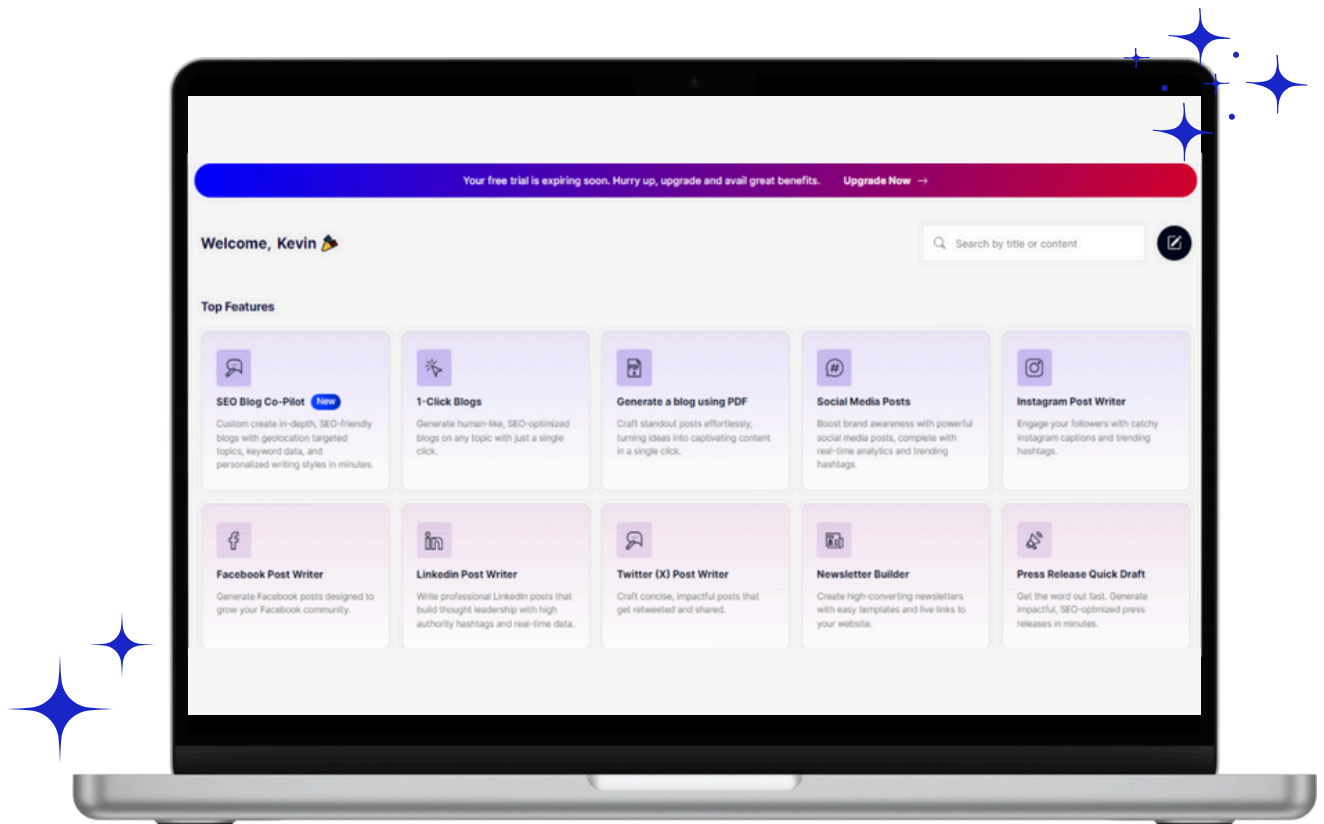 Your free trial is expiring soon. Hurry up, upgrade and avail great benefits. Upgrade Now →
Welcome, Kevin
Search by title or content
Top Features
SEO Blog Co-Pilot New
Custom create in-depth, SEO-friendly
blogs with geolocation targeted
topics, keyword data, and
personalized writing styles in minutes.
1-Click Blogs
Generate human-like, SEO-optimized
blogs on any topic with just a single
click.
Generate a blog using PDF
Craft standout posts effortlessly,
turning ideas into captivating content
in a single click.
Social Media Posts
Boost brand awareness with powerful
social media posts, complete with
real-time analytics and trending
hashtags.
Instagram Post Writer
Engage your followers with catchy
instagram captions and trending
hashtags.
Facebook Post Writer
Generate Facebook posts designed to
grow your Facebook community.
Linkedin Post Writer
Write professional LinkedIn posts that
build thought leadership with high
authority hashtags and real-time data.
Twitter (X) Post Writer
Craft concise, impactful posts that
get retweeted and shared.
Newsletter Builder
Create high-converting newsletters
with easy templates and live links to
your website.
Press Release Quick Draft
Get the word out fast. Generate
impactful, SEO-optmized press
releases in minutes.